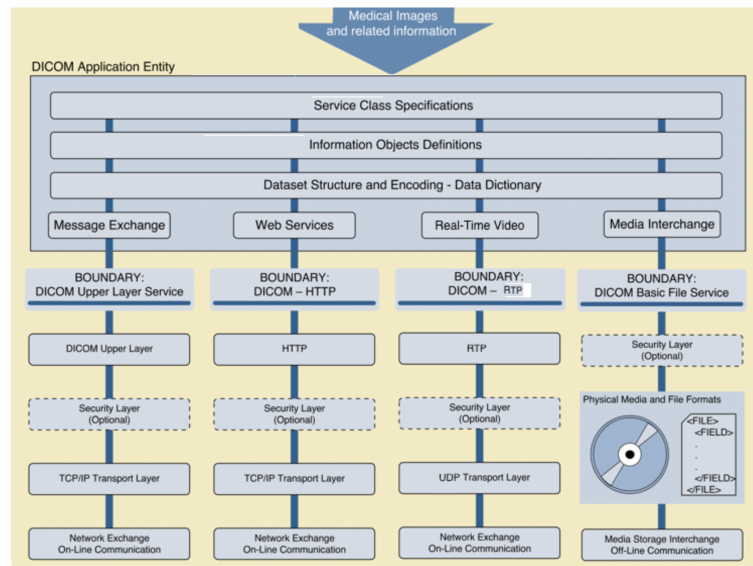 Medical Images
and related information
DICOM Application Entity
Service Class Specifications
Information Objects Definitions
Dataset Structure and Encoding - Data Dictionary
Message Exchange
Web Services
Real-Time Video
Media Interchange
BOUNDARY:
DICOM Upper Layer Service
BOUNDARY:
DICOM – HTTP
BOUNDARY:
DICOM – RTP
BOUNDARY:
DICOM Basic File Service
DICOM Upper Layer
HTTP
RTP
Security Layer
(Optional)
Security Layer
(Optional)
Security Layer
(Optional)
Security Layer
(Optional)
Physical Media and File Formats
<FILE>
<FIELD>
.
.
.
</FIELD>
</FILE>
TCP/IP Transport Layer
TCP/IP Transport Layer
UDP Transport Layer
Network Exchange
On-Line Communication
Network Exchange
On-Line Communication
Network Exchange
On-Line Communication
Media Storage Interchange
Off-Line Communication